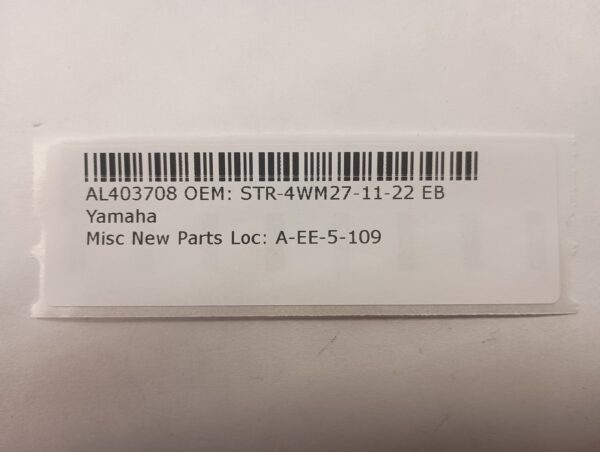 AL403708 OEM: STR-4WM27-11-22 EB
Yamaha
Misc New Parts Loc: A-EE-5-109